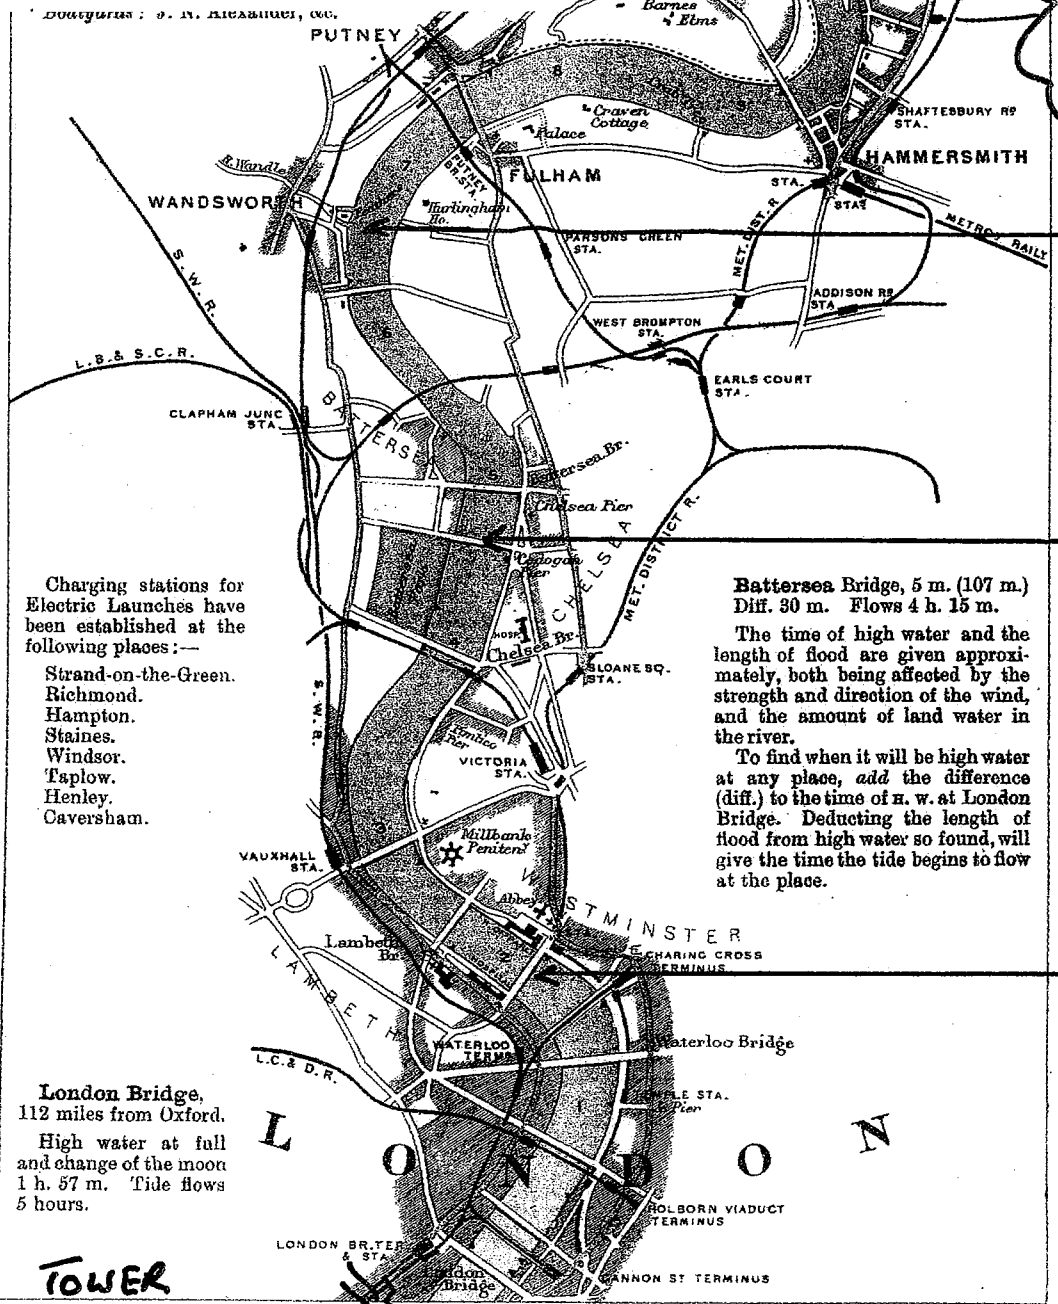 Boatyards: J. N. Alexander, &c.
PUTNEY
Barnes
Elms
8
Craven
Cottage
Palace
SHAFTESBURY RD
STA.
HAMMERSMITH
STA.
STAS
R. Wandle
PUTNEY
BR. STA.
FULHAM
7
WANDSWORTH
Hurlingham
Ho.
PARSONS GREEN
STA.
MET. DIST. R
METROP. RAILY
S. W. R.
ADDISON RD
STA
WEST BROMPTON
STA.
6
L. B. & S. C. R.
EARLS COURT
STA.
CLAPHAM JUNC
STA.
BATTERSEA
Battersea Br.
5
Chelsea Pier
Cadogan
Pier
CHELSEA
MET. DISTRICT R.
HOSP.
Chelsea Br.
4
SLOANE SQ.
STA.
Charging stations for
Electric Launches have
been established at the
following places:—
Strand-on-the-Green.
Richmond.
Hampton.
Staines.
Windsor.
Taplow.
Henley.
Caversham.
Battersea Bridge, 5 m. (107 m.)
Diff. 30 m. Flows 4 h. 15 m.
The time of high water and the
length of flood are given approxi-
mately, both being affected by the
strength and direction of the wind,
and the amount of land water in
the river.
To find when it will be high water
at any place, add the difference
(diff.) to the time of H. W. at London
Bridge. Deducting the length of
flood from high water so found, will
give the time the tide begins to flow
at the place.
S. W. R.
Pimlico
Pier
VICTORIA
STA.
3
Millbank
Penitenry
VAUXHALL
STA.
Abbey
WESTMINSTER
Lambeth
Br.
2
CHARING CROSS
TERMINUS
LAMBETH
WATERLOO
TERMS
Waterloo Bridge
L.C. & D. R.
TEMPLE STA.
Pier
1
London Bridge,
112 miles from Oxford.
High water at full
and change of the moon
1 h. 57 m. Tide flows
5 hours.
LONDON
HOLBORN VIADUCT
TERMINUS
LONDON BR. TER
& STA.
London
Bridge
CANNON ST TERMINUS
TOWER